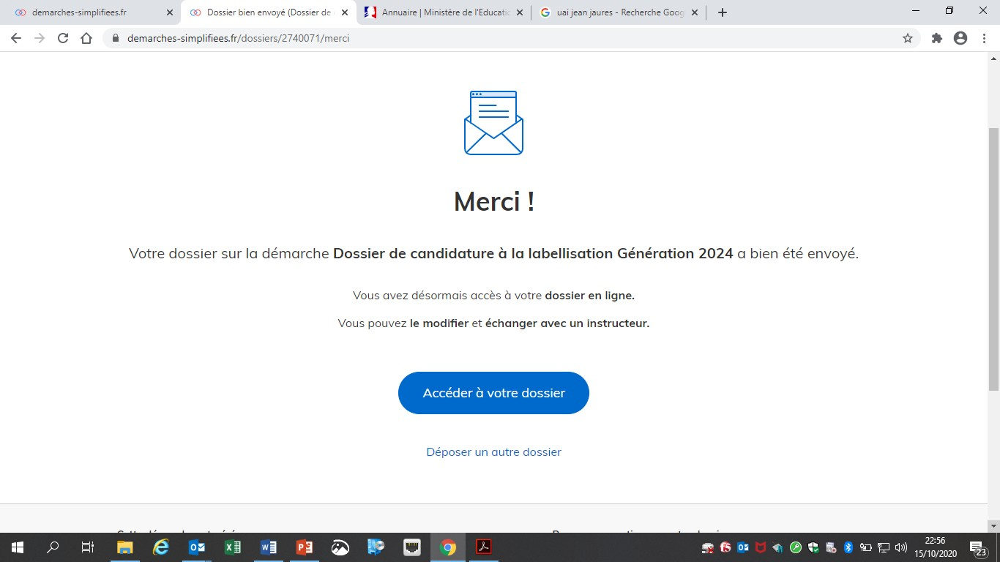 demarches-simplifiees.fr
Dossier bien envoyé (Dossier de
Annuaire | Ministère de l'Educati
uai jean jaures - Recherche Goog
demarches-simplifiees.fr/dossiers/2740071/merci
Merci !
Votre dossier sur la démarche Dossier de candidature à la labellisation Génération 2024 a bien été envoyé.
Vous avez désormais accès à votre dossier en ligne.
Vous pouvez le modifier et échanger avec un instructeur.
Accéder à votre dossier
Déposer un autre dossier
22:56
15/10/2020
23